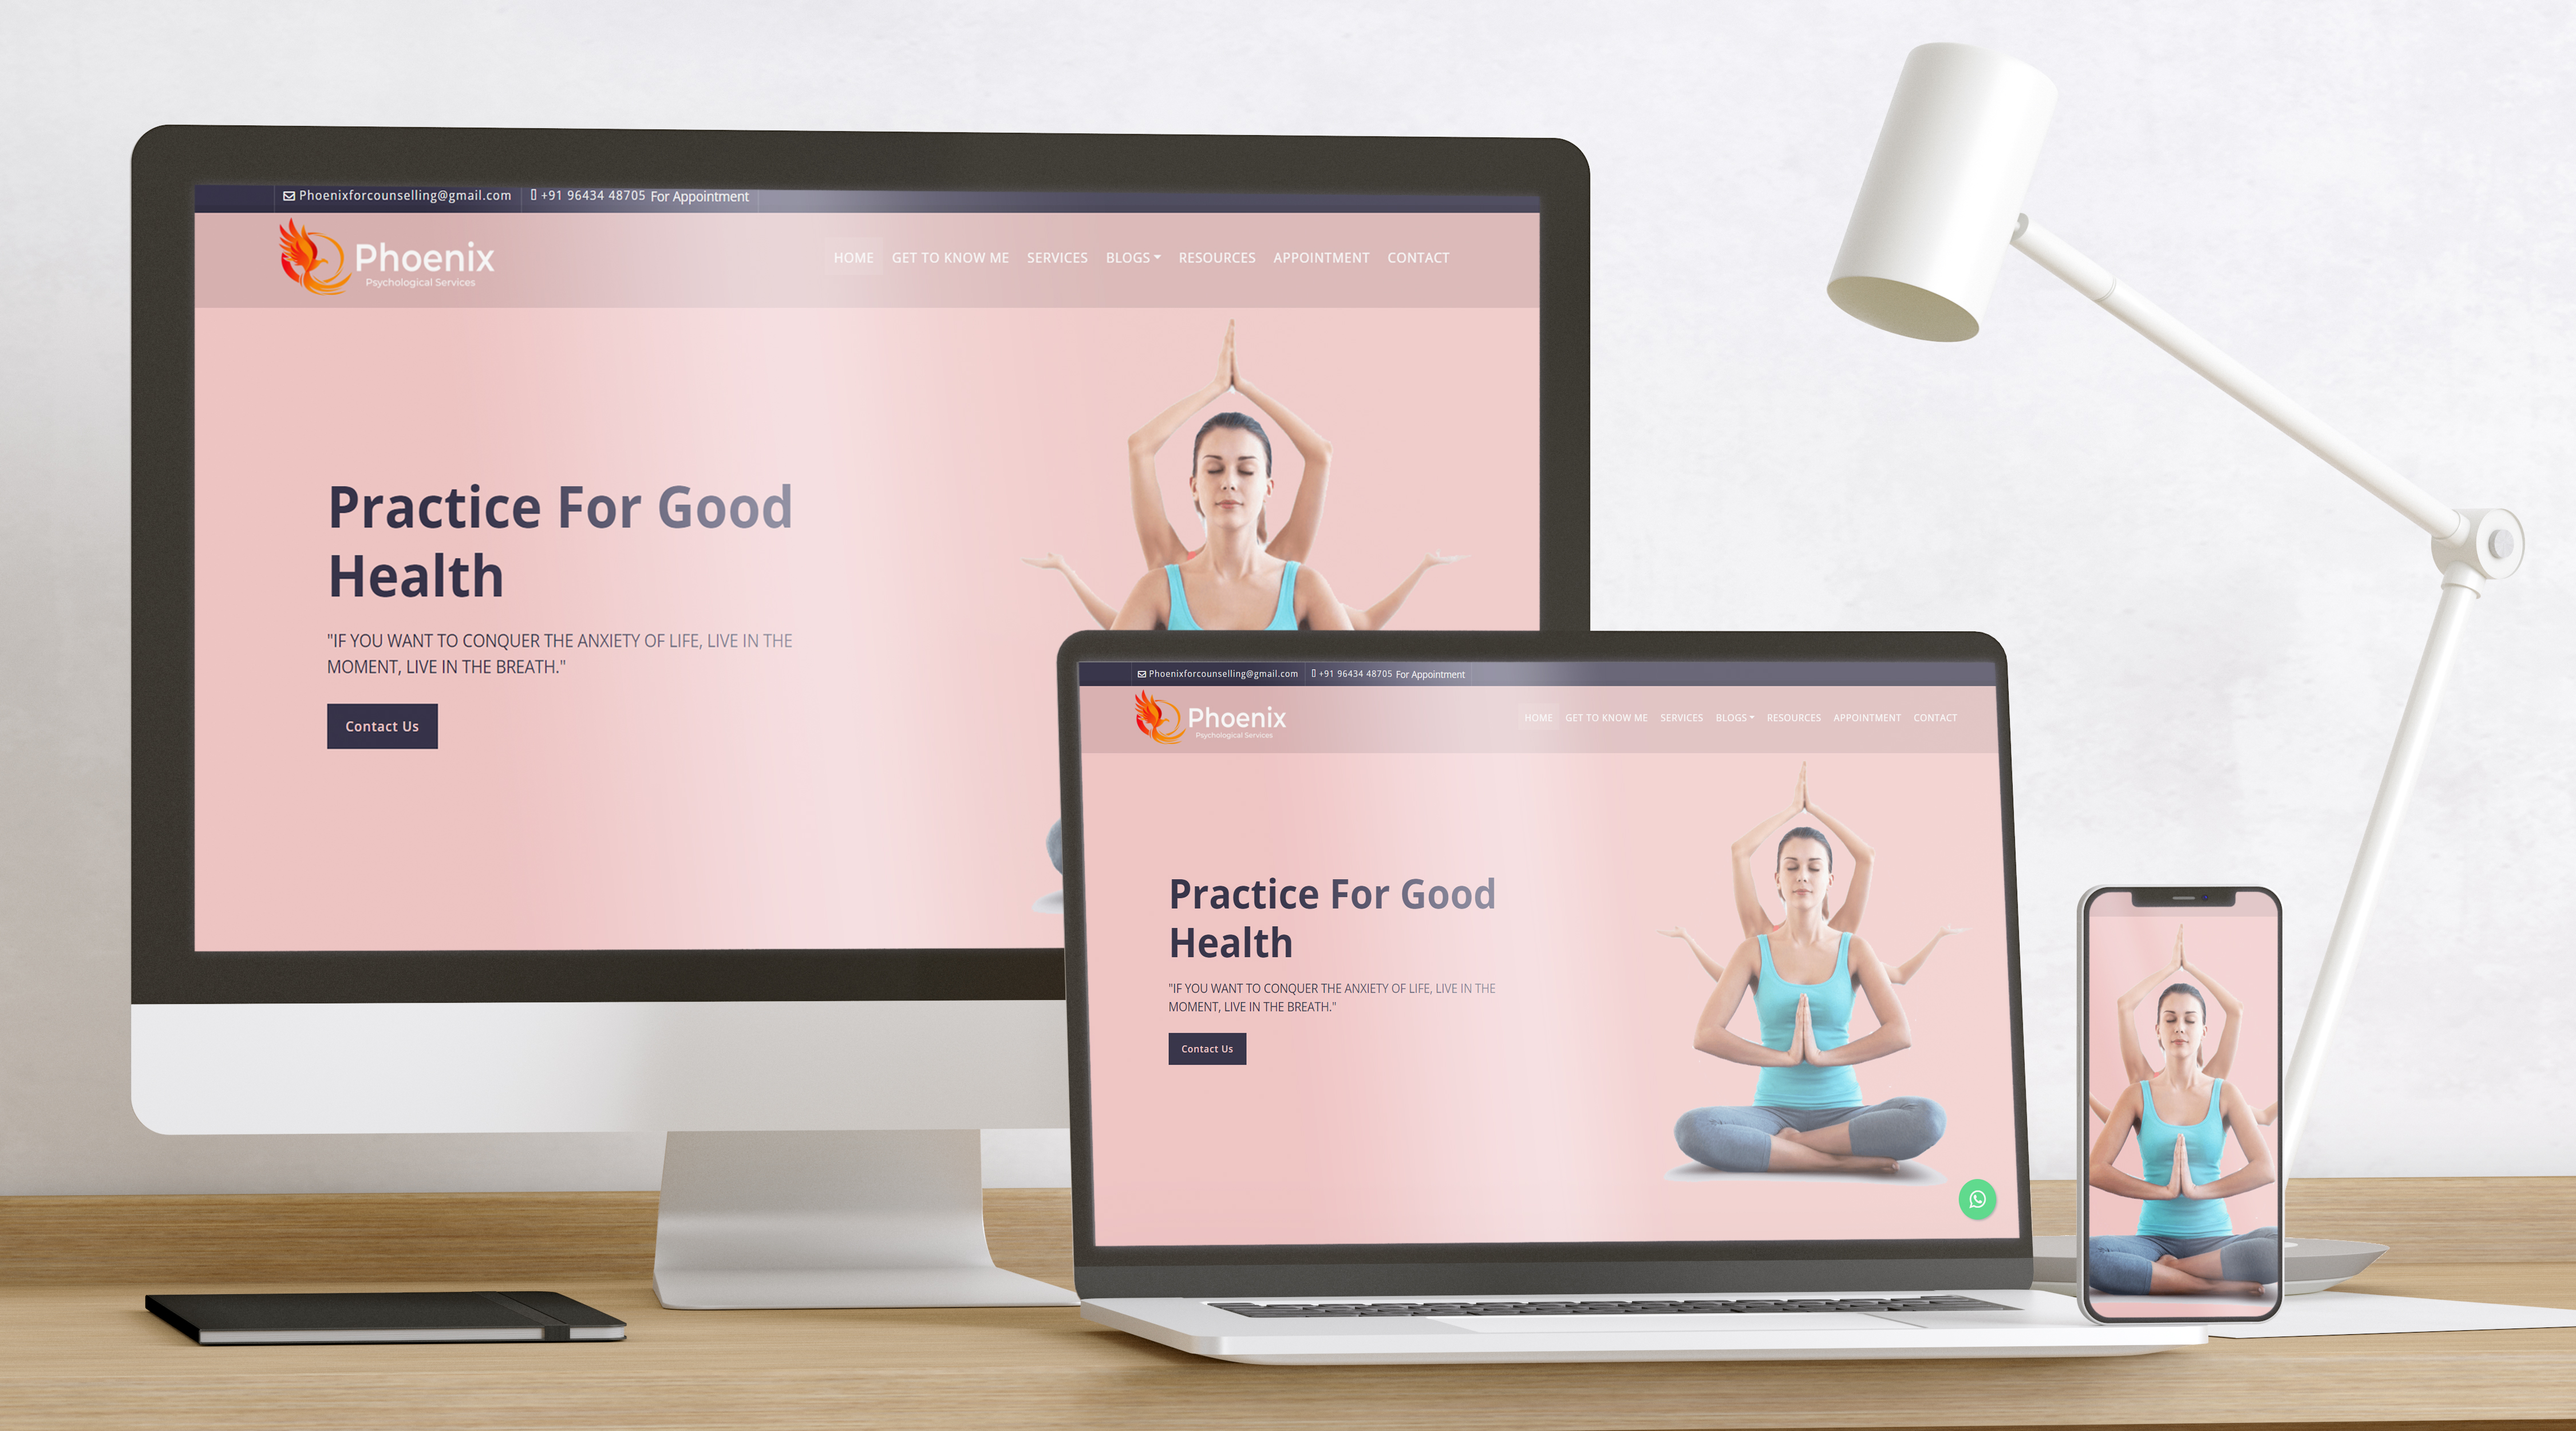 Phoenixforcounselling@gmail.com +91 96434 48705 For Appointment
Phoenix
Psychological Services
HOME GET TO KNOW ME SERVICES BLOGS RESOURCES APPOINTMENT CONTACT
Practice For Good
Health
"IF YOU WANT TO CONQUER THE ANXIETY OF LIFE, LIVE IN THE
MOMENT, LIVE IN THE BREATH."
Contact Us
Phoenixforcounselling@gmail.com +91 96434 48705 For Appointment
Phoenix
Psychological Services
HOME GET TO KNOW ME SERVICES BLOGS RESOURCES APPOINTMENT CONTACT
Practice For Good
Health
"IF YOU WANT TO CONQUER THE ANXIETY OF LIFE, LIVE IN THE
MOMENT, LIVE IN THE BREATH."
Contact Us